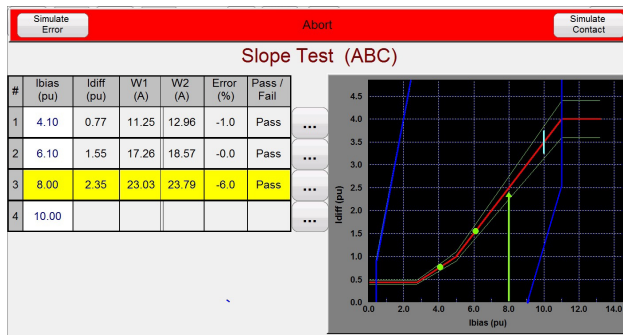 Simulate Error
Abort
Simulate Contact
Slope Test (ABC)
# Ibias (pu) Idiff (pu) W1 (A) W2 (A) Error (%) Pass / Fail
1 4.10 0.77 11.25 12.96 -1.0 Pass ...
2 6.10 1.55 17.26 18.57 -0.0 Pass ...
3 8.00 2.35 23.03 23.79 -6.0 Pass ...
4 10.00 ...
Idiff (pu)
4.5
4.0
3.5
3.0
2.5
2.0
1.5
1.0
0.5
0.0
0.0 2.0 4.0 6.0 8.0 10.0 12.0 14.0
Ibias (pu)